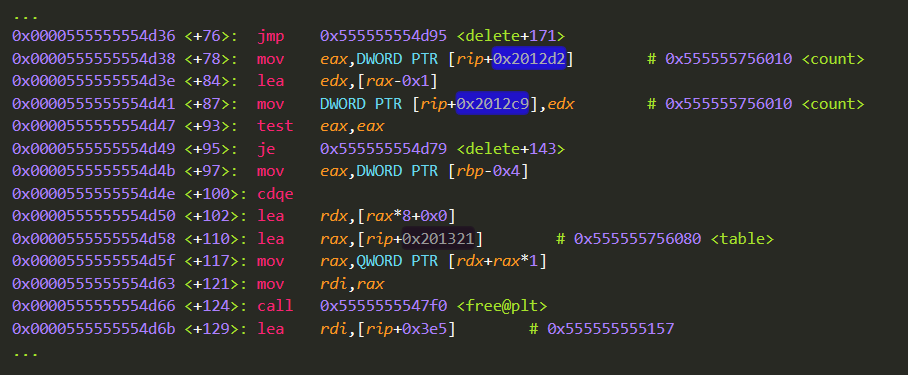 ...
0x0000555555554d36 <+76>: jmp 0x555555554d95 <delete+171>
0x0000555555554d38 <+78>: mov eax,DWORD PTR [rip+0x2012d2] # 0x555555756010 <count>
0x0000555555554d3e <+84>: lea edx,[rax-0x1]
0x0000555555554d41 <+87>: mov DWORD PTR [rip+0x2012c9],edx # 0x555555756010 <count>
0x0000555555554d47 <+93>: test eax,eax
0x0000555555554d49 <+95>: je 0x555555554d79 <delete+143>
0x0000555555554d4b <+97>: mov eax,DWORD PTR [rbp-0x4]
0x0000555555554d4e <+100>: cdqe
0x0000555555554d50 <+102>: lea rdx,[rax*8+0x0]
0x0000555555554d58 <+110>: lea rax,[rip+0x201321] # 0x555555756080 <table>
0x0000555555554d5f <+117>: mov rax,QWORD PTR [rdx+rax*1]
0x0000555555554d63 <+121>: mov rdi,rax
0x0000555555554d66 <+124>: call 0x5555555547f0 <free@plt>
0x0000555555554d6b <+129>: lea rdi,[rip+0x3e5] # 0x555555555157
...